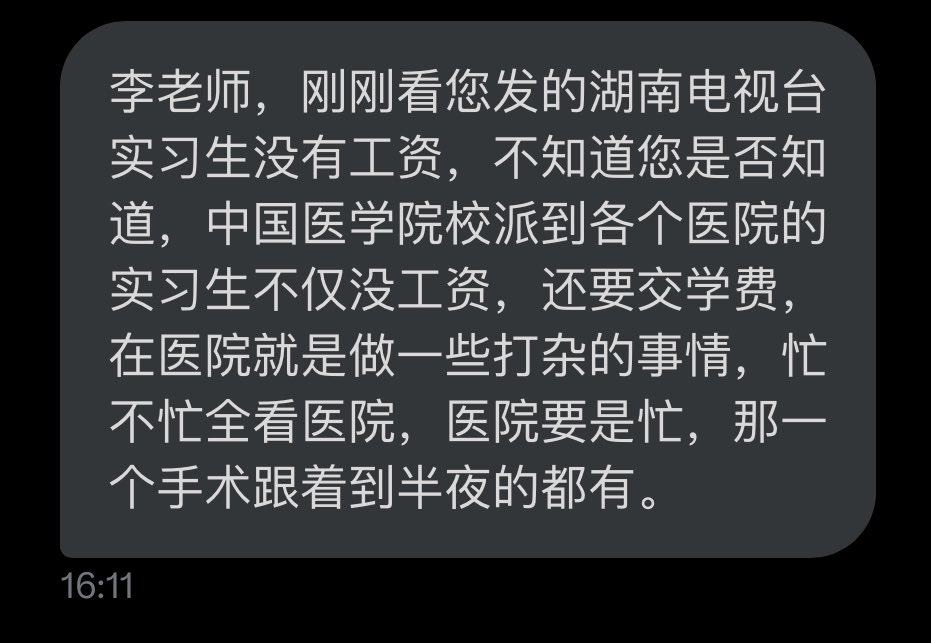 李老师，刚刚看您发的湖南电视台
实习生没有工资，不知道您是否知
道，中国医学院校派到各个医院的
实习生不仅没工资，还要交学费，
在医院就是做一些打杂的事情，忙
不忙全看医院，医院要是忙，那一
个手术跟着到半夜的都有。
16:11